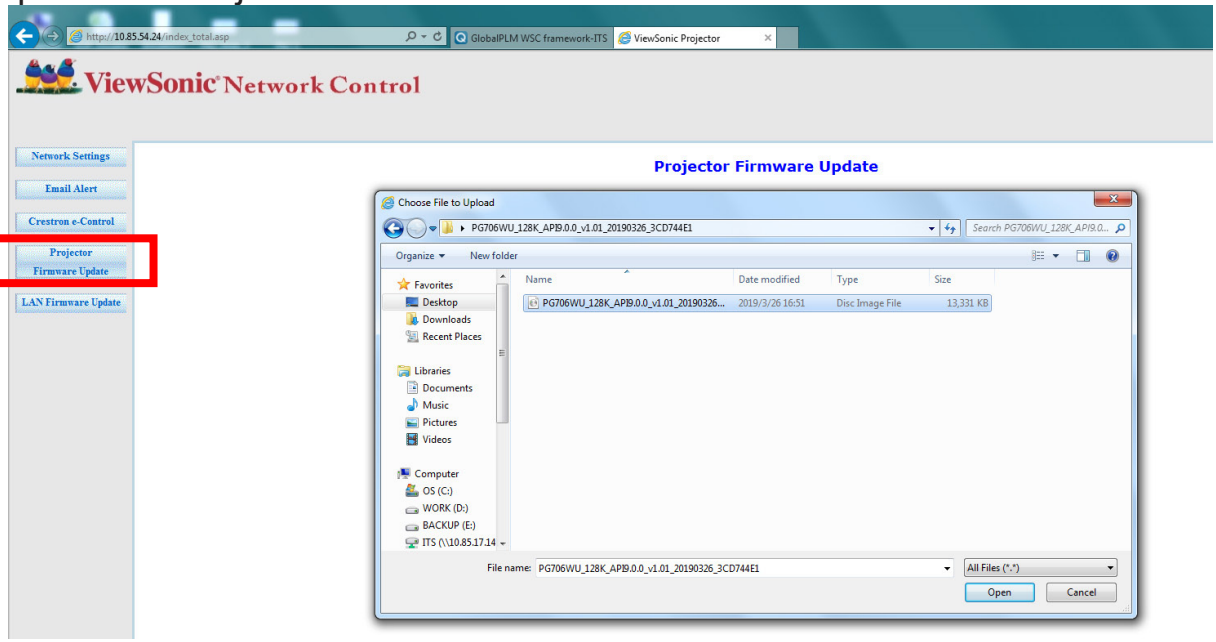 http://10.85.54.24/index_total.asp
GlobalPLM WSC framework-ITS
ViewSonic Projector
ViewSonic® Network Control
Network Settings
Email Alert
Crestron e-Control
Projector
Firmware Update
LAN Firmware Update
Projector Firmware Update
Choose File to Upload
PG706WU_128K_API9.0.0_v1.01_20190326_3CD744E1
Search PG706WU_128K_API9.0...
Organize
New folder
Favorites
Desktop
Downloads
Recent Places
Libraries
Documents
Music
Pictures
Videos
Computer
OS (C:)
WORK (D:)
BACKUP (E:)
ITS (\\10.85.17.14
Name Date modified Type Size
PG706WU_128K_API9.0.0_v1.01_20190326... 2019/3/26 16:51 Disc Image File 13,331 KB
File name: PG706WU_128K_API9.0.0_v1.01_20190326_3CD744E1
All Files (*.*)
Open Cancel